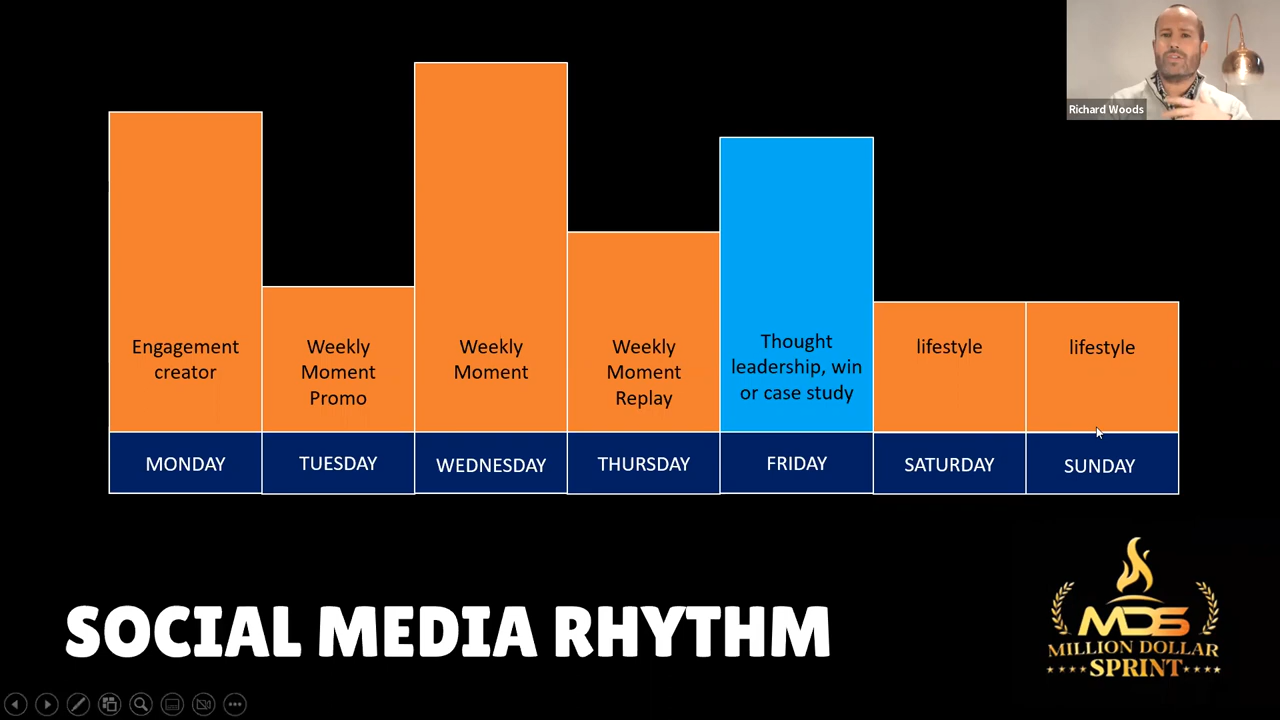 Richard Woods
Engagement
creator
Weekly
Moment
Promo
Weekly
Moment
Weekly
Moment
Replay
Thought
leadership, win
or case study
lifestyle
lifestyle
MONDAY
TUESDAY
WEDNESDAY
THURSDAY
FRIDAY
SATURDAY
SUNDAY
SOCIAL MEDIA RHYTHM
MDS
MILLION DOLLAR
SPRINT